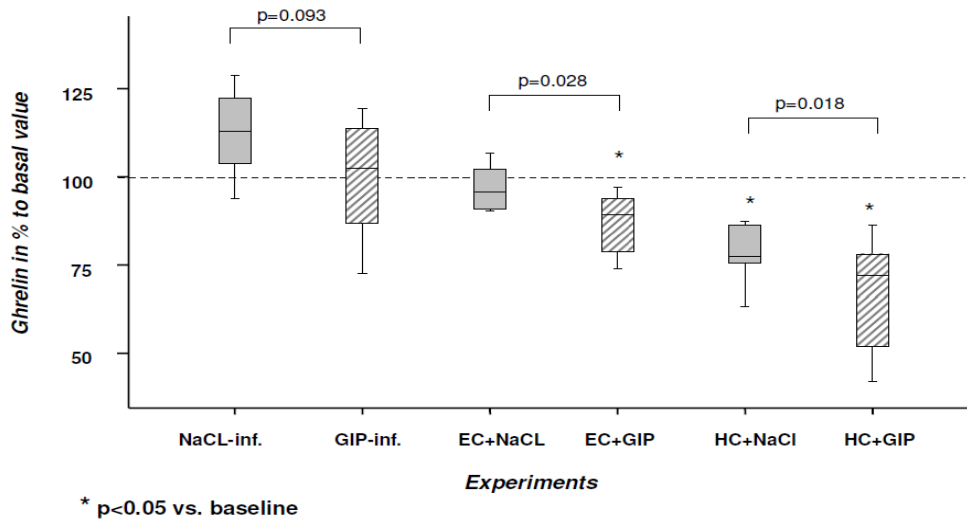 p=0.093
p=0.028
p=0.018
Ghrelin in % to basal value
125
100
75
50
*
*
*
NaCL-inf.
GIP-inf.
EC+NaCL
EC+GIP
HC+NaCl
HC+GIP
Experiments
* p<0.05 vs. baseline